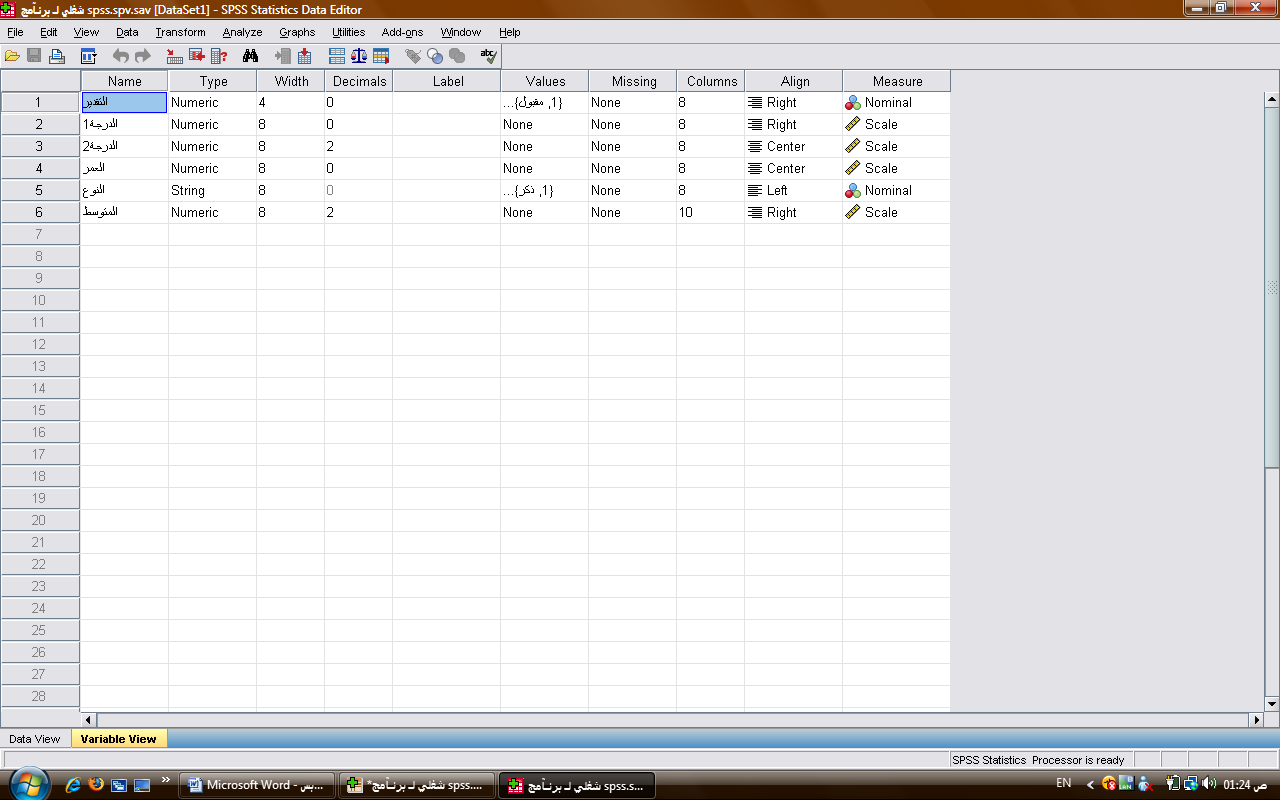 شغلي لـ برنـآمج spss.spv.sav [DataSet1] - SPSS Statistics Data Editor
File Edit View Data Transform Analyze Graphs Utilities Add-ons Window Help
Name Type Width Decimals Label Values Missing Columns Align Measure
1 التقدير Numeric 4 0 {1, مقبول}... None 8 Right Nominal
2 الدرجة1 Numeric 8 0 None None 8 Right Scale
3 الدرجة2 Numeric 8 2 None None 8 Center Scale
4 العمر Numeric 8 0 None None 8 Center Scale
5 النوع String 8 0 {1, ذكر}... None 8 Left Nominal
6 المتوسط Numeric 8 2 None None 10 Right Scale
7
8
9
10
11
12
13
14
15
16
17
18
19
20
21
22
23
24
25
26
27
28
Data View Variable View
SPSS Statistics Processor is ready
Microsoft Word - ...بس *شغلي لـ برنـآمج spss.... شغلي لـ برنـآمج spss.s... EN 01:24 ص